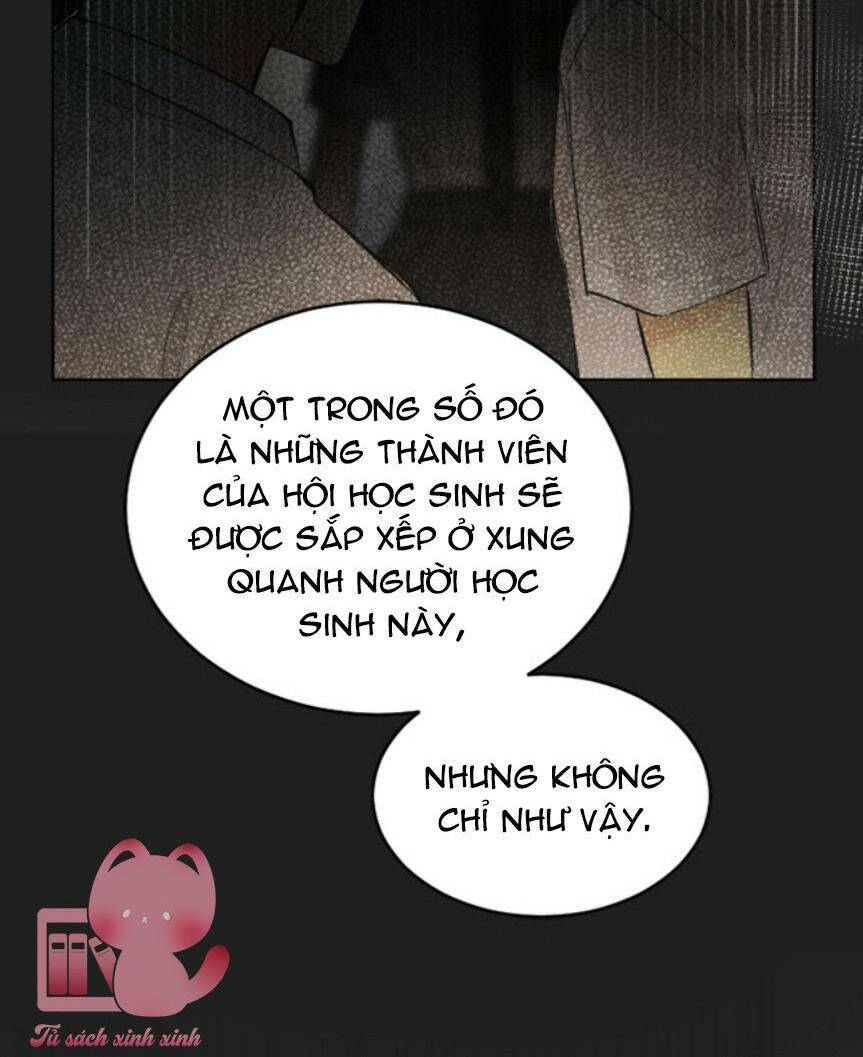 MỘT TRONG SỐ ĐÓ
LÀ NHỮNG THÀNH VIÊN
CỦA HỘI HỌC SINH SẼ
ĐƯỢC SẮP XẾP Ở XUNG
QUANH NGƯỜI HỌC
SINH NÀY,
NHƯNG KHÔNG
CHỈ NHƯ VẬY.
Tủ sách xinh xinh